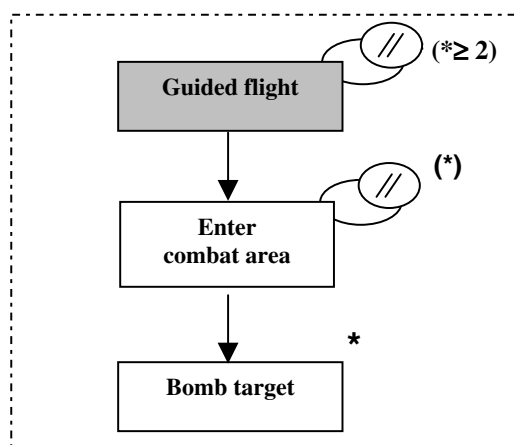 // (*≥ 2)
Guided flight
// (*)
Enter
combat area
*
Bomb target